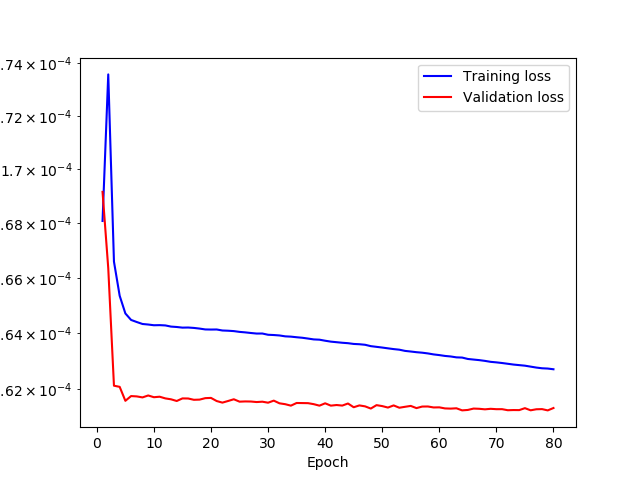 .74 × 10⁻⁴
.72 × 10⁻⁴
1.7 × 10⁻⁴
.68 × 10⁻⁴
.66 × 10⁻⁴
.64 × 10⁻⁴
.62 × 10⁻⁴
Training loss
Validation loss
0 10 20 30 40 50 60 70 80
Epoch